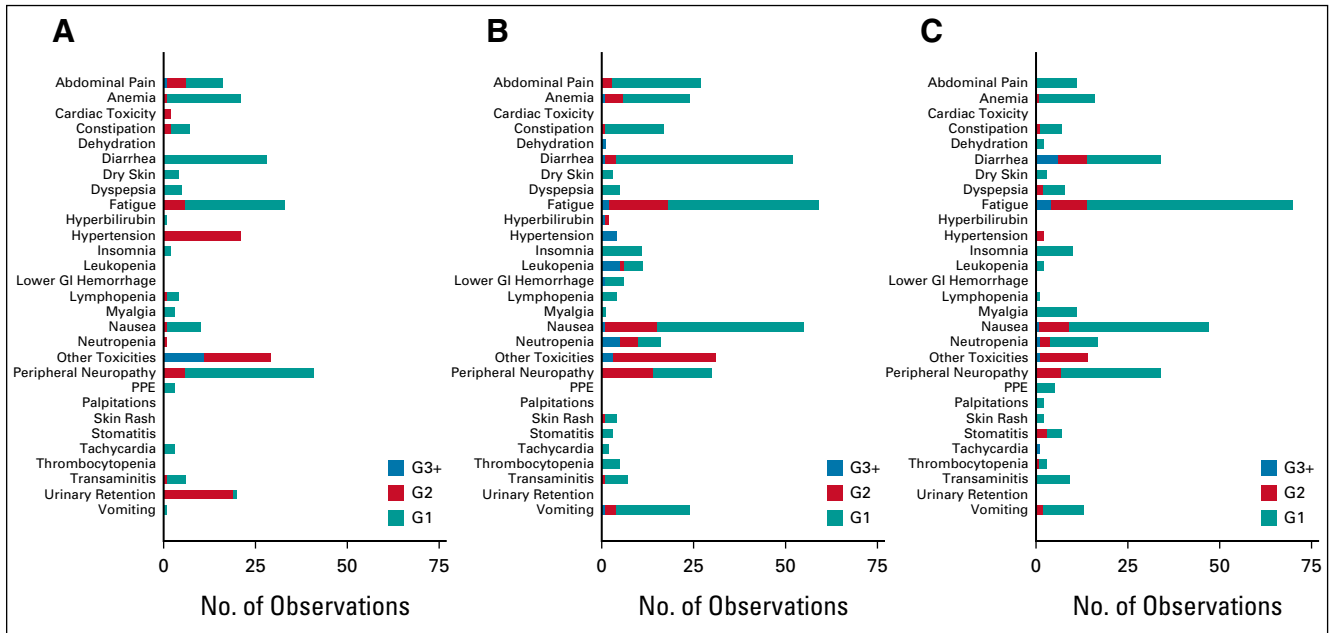 A
Abdominal Pain
Anemia
Cardiac Toxicity
Constipation
Dehydration
Diarrhea
Dry Skin
Dyspepsia
Fatigue
Hyperbilirubin
Hypertension
Insomnia
Leukopenia
Lower GI Hemorrhage
Lymphopenia
Myalgia
Nausea
Neutropenia
Other Toxicities
Peripheral Neuropathy
PPE
Palpitations
Skin Rash
Stomatitis
Tachycardia
Thrombocytopenia
Transaminitis
Urinary Retention
Vomiting
G3+
G2
G1
0 25 50 75
No. of Observations
B
Abdominal Pain
Anemia
Cardiac Toxicity
Constipation
Dehydration
Diarrhea
Dry Skin
Dyspepsia
Fatigue
Hyperbilirubin
Hypertension
Insomnia
Leukopenia
Lower GI Hemorrhage
Lymphopenia
Myalgia
Nausea
Neutropenia
Other Toxicities
Peripheral Neuropathy
PPE
Palpitations
Skin Rash
Stomatitis
Tachycardia
Thrombocytopenia
Transaminitis
Urinary Retention
Vomiting
G3+
G2
G1
0 25 50 75
No. of Observations
C
Abdominal Pain
Anemia
Cardiac Toxicity
Constipation
Dehydration
Diarrhea
Dry Skin
Dyspepsia
Fatigue
Hyperbilirubin
Hypertension
Insomnia
Leukopenia
Lower GI Hemorrhage
Lymphopenia
Myalgia
Nausea
Neutropenia
Other Toxicities
Peripheral Neuropathy
PPE
Palpitations
Skin Rash
Stomatitis
Tachycardia
Thrombocytopenia
Transaminitis
Urinary Retention
Vomiting
G3+
G2
G1
0 25 50 75
No. of Observations